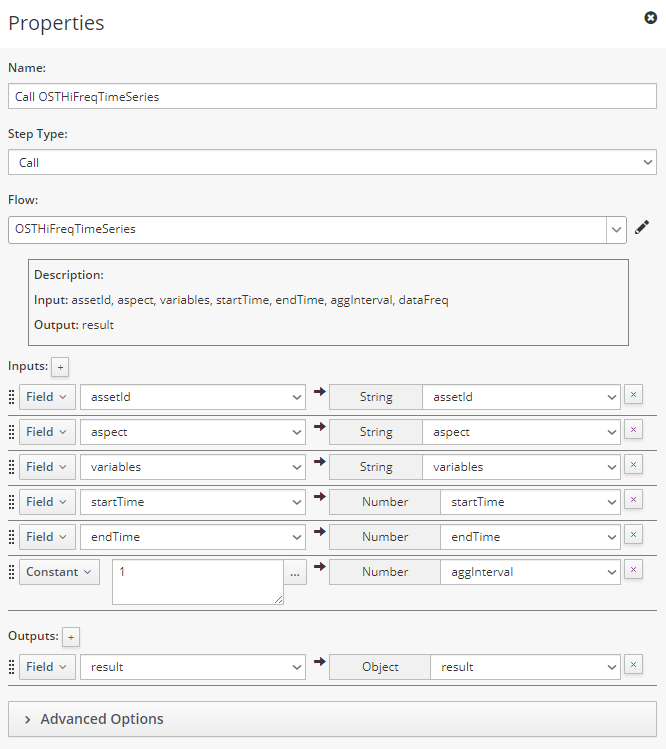 Properties
Name:
Call OSTHiFreqTimeSeries
Step Type:
Call
Flow:
OSTHiFreqTimeSeries
Description:
Input: assetId, aspect, variables, startTime, endTime, aggInterval, dataFreq
Output: result
Inputs: +
Field assetId String assetId ×
Field aspect String aspect ×
Field variables String variables ×
Field startTime Number startTime ×
Field endTime Number endTime ×
Constant 1 ... Number aggInterval ×
Outputs: +
Field result Object result ×
Advanced Options